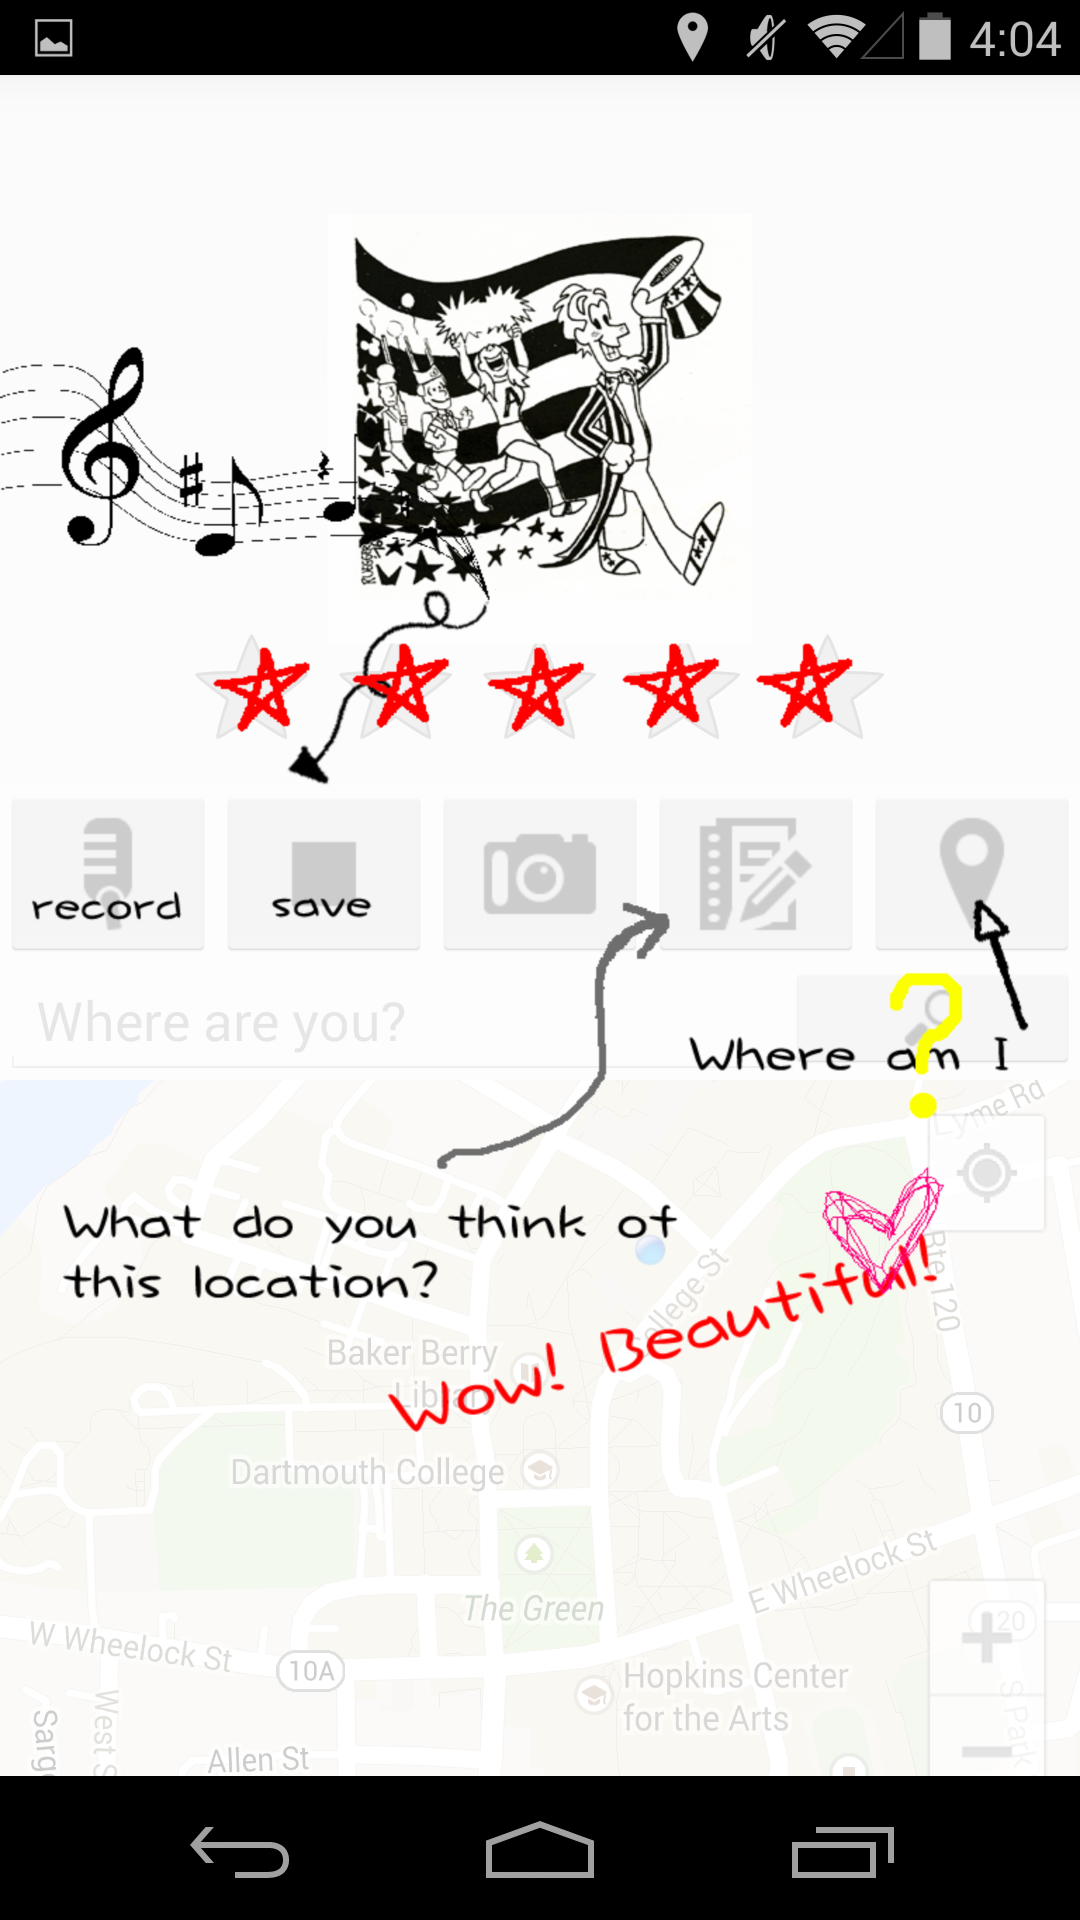 4:04
A
RUEGER
record
save
Where are you?
Where am I
?
Lyme Rd
What do you think of
this location?
Wow! Beautiful!
College St
Rte 120
Baker Berry
Library
10
Dartmouth College
The Green
E Wheelock St
W Wheelock St
10A
120
Hopkins Center
for the Arts
S Park
West S
Sarg
Allen St